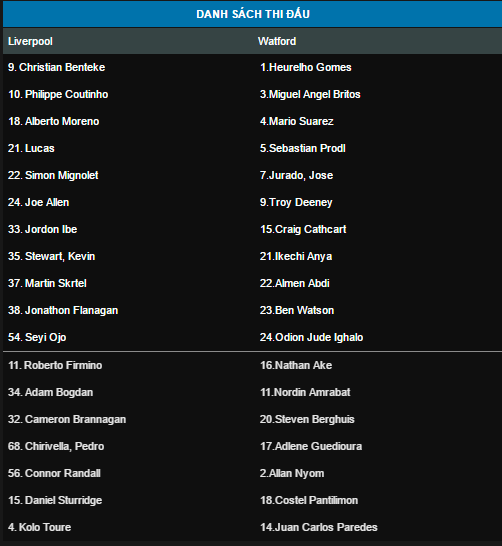 DANH SÁCH THI ĐẤU
Liverpool Watford
9. Christian Benteke 1.Heurelho Gomes
10. Philippe Coutinho 3.Miguel Angel Britos
18. Alberto Moreno 4.Mario Suarez
21. Lucas 5.Sebastian Prodl
22. Simon Mignolet 7.Jurado, Jose
24. Joe Allen 9.Troy Deeney
33. Jordon Ibe 15.Craig Cathcart
35. Stewart, Kevin 21.Ikechi Anya
37. Martin Skrtel 22.Almen Abdi
38. Jonathon Flanagan 23.Ben Watson
54. Seyi Ojo 24.Odion Jude Ighalo
11. Roberto Firmino 16.Nathan Ake
34. Adam Bogdan 11.Nordin Amrabat
32. Cameron Brannagan 20.Steven Berghuis
68. Chirivella, Pedro 17.Adlene Guedioura
56. Connor Randall 2.Allan Nyom
15. Daniel Sturridge 18.Costel Pantilimon
4. Kolo Toure 14.Juan Carlos Paredes